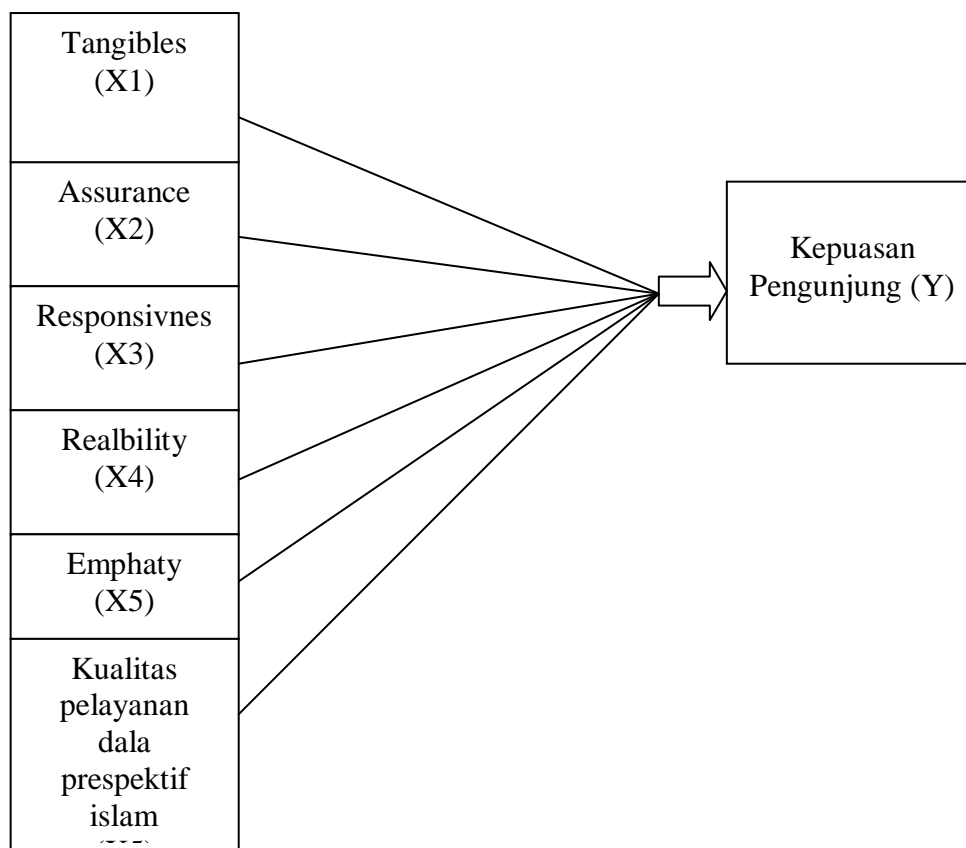 Tangibles
(X1)
Assurance
(X2)
Responsivnes
(X3)
Realbility
(X4)
Emphaty
(X5)
Kualitas
pelayanan
dala
prespektif
islam
Kepuasan
Pengunjung (Y)